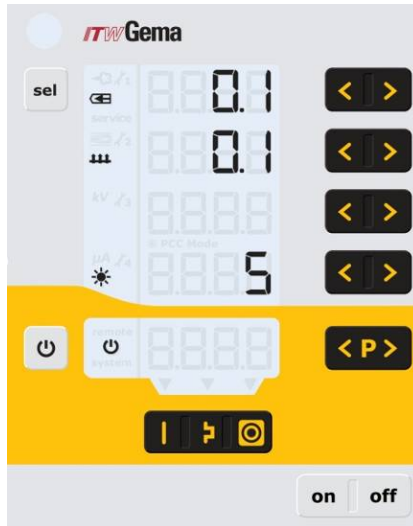 ITW Gema
sel
0.1
service
0.1
kV
PCC Mode
µA
5
remote
system
< P >
on off